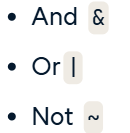 • And &
• Or |
• Not ~